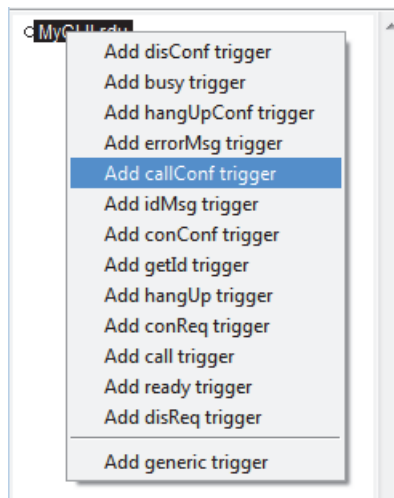 Add disConf trigger
Add busy trigger
Add hangUpConf trigger
Add errorMsg trigger
Add callConf trigger
Add idMsg trigger
Add conConf trigger
Add getId trigger
Add hangUp trigger
Add conReq trigger
Add call trigger
Add ready trigger
Add disReq trigger
Add generic trigger